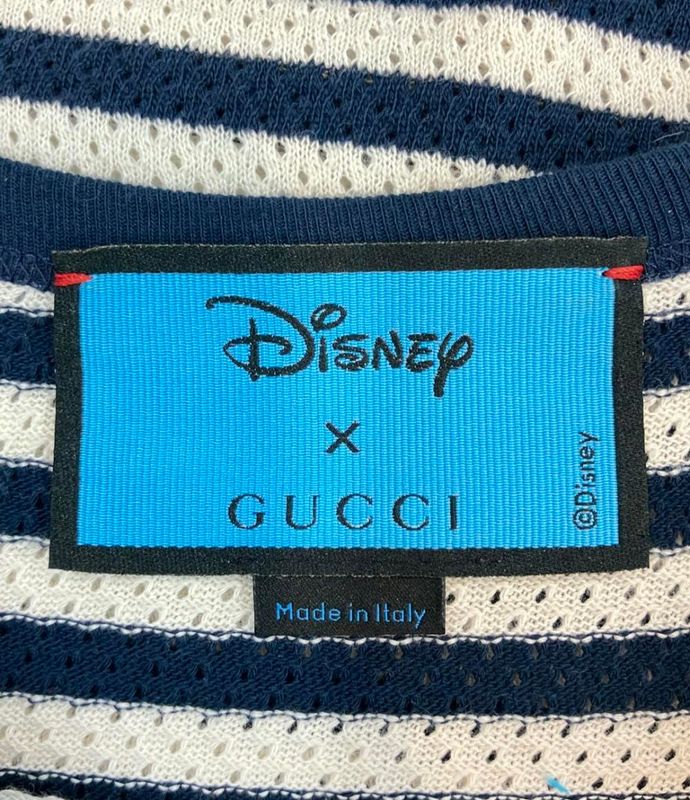 Disney
×
GUCCI
©Disney
Made in Italy